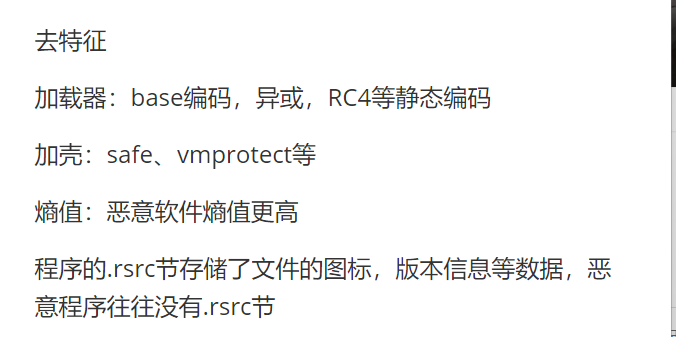 去特征
加载器：base编码，异或，RC4等静态编码
加壳：safe、vmprotect等
熵值：恶意软件熵值更高
程序的.rsrc节存储了文件的图标，版本信息等数据，恶
意程序往往没有.rsrc节